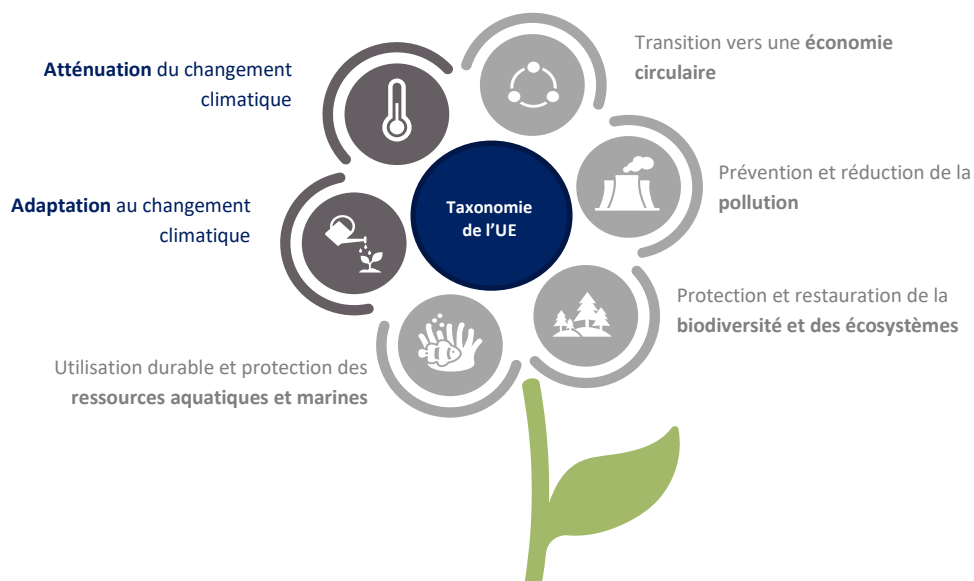 Atténuation du changement
climatique
Transition vers une économie
circulaire
Adaptation au changement
climatique
Taxonomie
de l’UE
Prévention et réduction de la
pollution
Utilisation durable et protection des
ressources aquatiques et marines
Protection et restauration de la
biodiversité et des écosystèmes